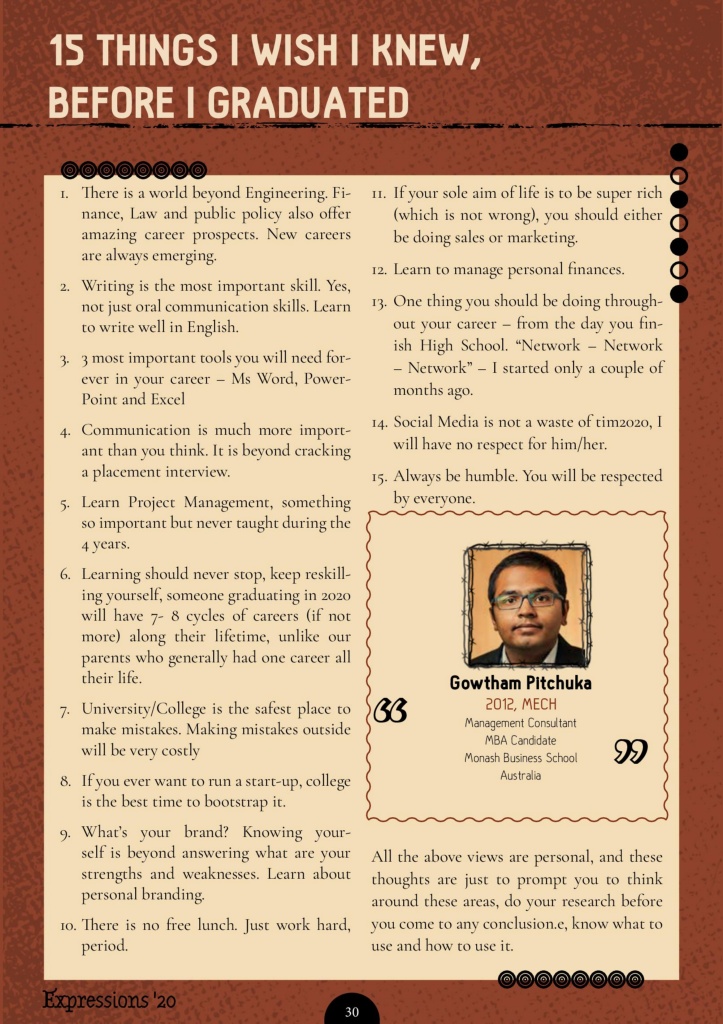 15 THINGS I WISH I KNEW,
BEFORE I GRADUATED
1. There is a world beyond Engineering. Fi-
nance, Law and public policy also offer
amazing career prospects. New careers
are always emerging.
2. Writing is the most important skill. Yes,
not just oral communication skills. Learn
to write well in English.
3. 3 most important tools you will need for-
ever in your career – Ms Word, Power-
Point and Excel
4. Communication is much more import-
ant than you think. It is beyond cracking
a placement interview.
5. Learn Project Management, something
so important but never taught during the
4 years.
6. Learning should never stop, keep reskill-
ing yourself, someone graduating in 2020
will have 7- 8 cycles of careers (if not
more) along their lifetime, unlike our
parents who generally had one career all
their life.
7. University/College is the safest place to
make mistakes. Making mistakes outside
will be very costly
8. If you ever want to run a start-up, college
is the best time to bootstrap it.
9. What's your brand? Knowing your-
self is beyond answering what are your
strengths and weaknesses. Learn about
personal branding.
10. There is no free lunch. Just work hard,
period.
11. If your sole aim of life is to be super rich
(which is not wrong), you should either
be doing sales or marketing.
12. Learn to manage personal finances.
13. One thing you should be doing through-
out your career – from the day you fin-
ish High School. “Network – Network
– Network” – I started only a couple of
months ago.
14. Social Media is not a waste of tim2020, I
will have no respect for him/her.
15. Always be humble. You will be respected
by everyone.
Gowtham Pitchuka
2012, MECH
Management Consultant
MBA Candidate
Monash Business School
Australia
All the above views are personal, and these
thoughts are just to prompt you to think
around these areas, do your research before
you come to any conclusion.e, know what to
use and how to use it.
Expressions '20
30